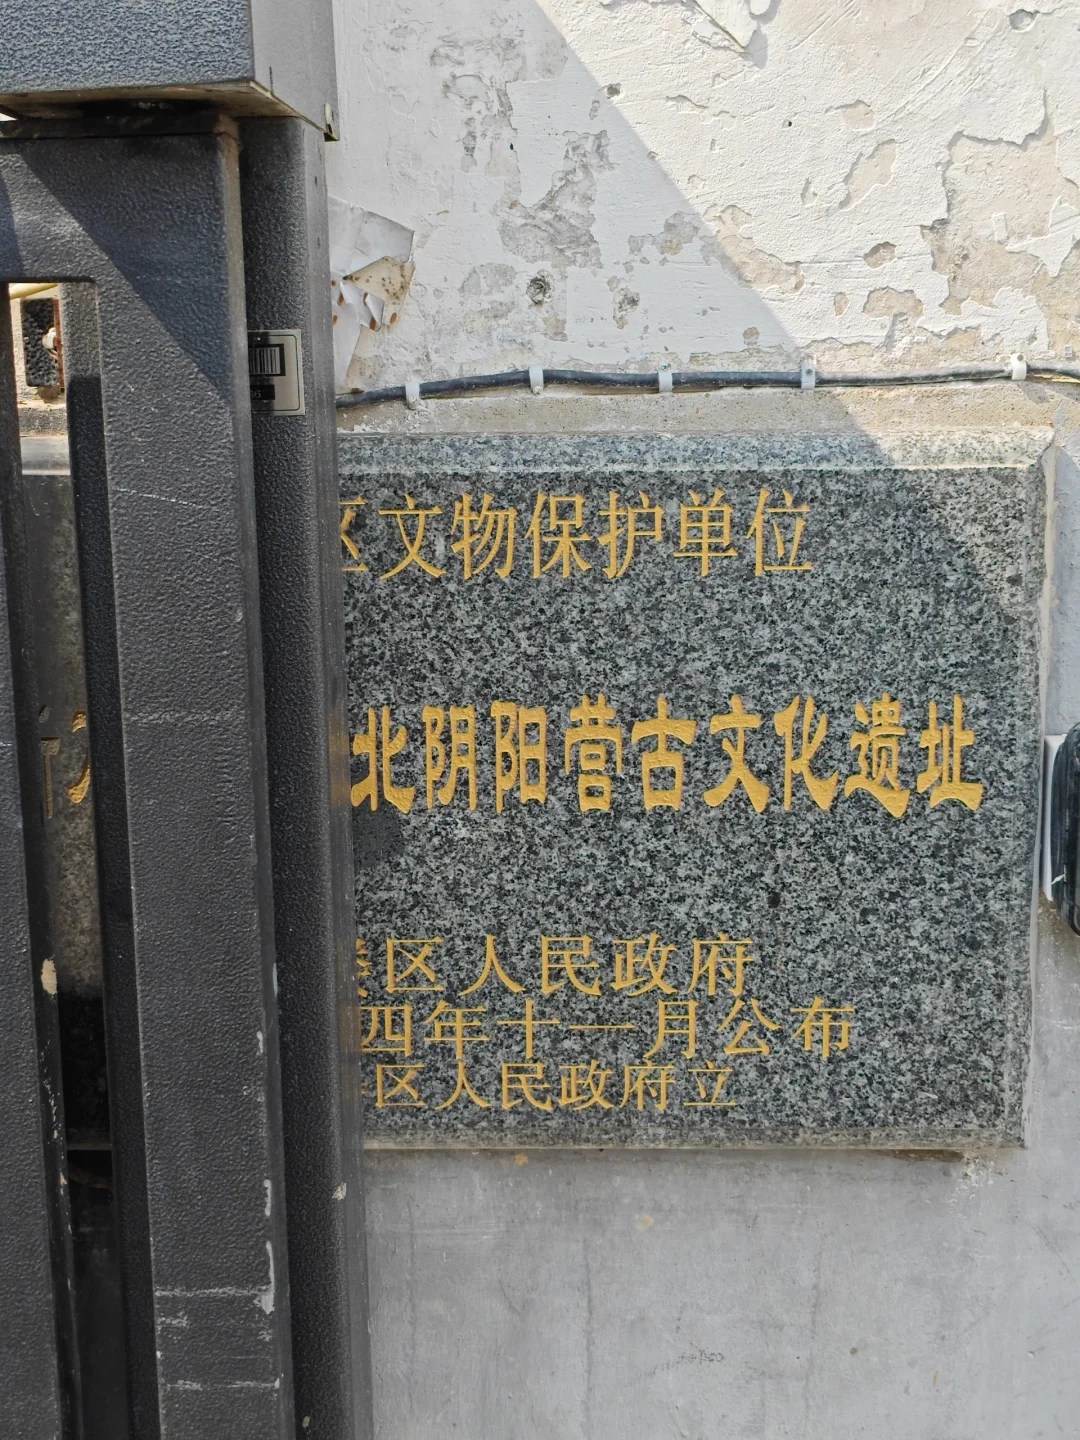 区文物保护单位
北阴阳营古文化遗址
区人民政府
四年十一月公布
区人民政府立